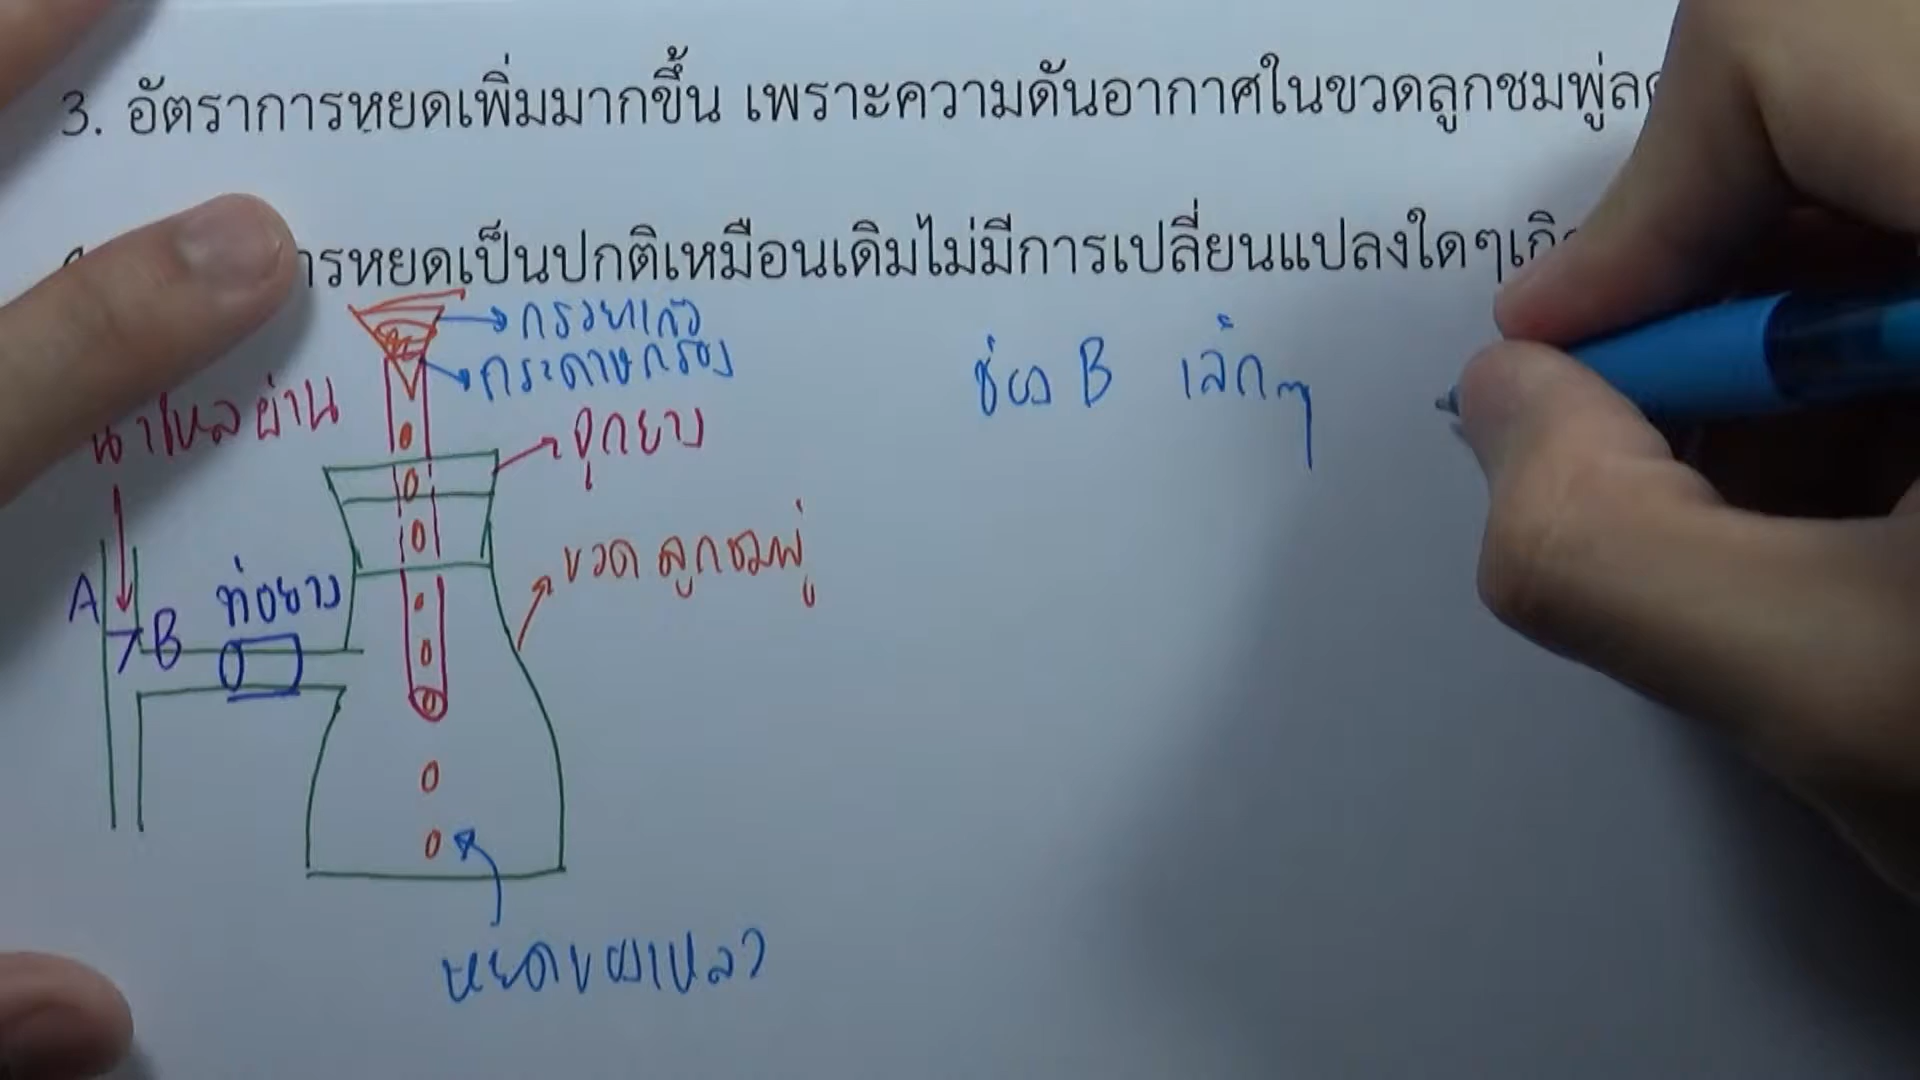 3. อัตราการหยดเพิ่มมากขึ้น เพราะความดันอากาศในขวดลูกชมพู่
การหยดเป็นปกติเหมือนเดิมไม่มีการเปลี่ยนแปลงใดๆ
กรวยแก้ว
กระดาษกรอง
น้ำไหลผ่าน
จุกยาง
ช่อง B เล็กๆ
ขวดลูกชมพู่
A
B
ท่อยาง
หยดของเหลว